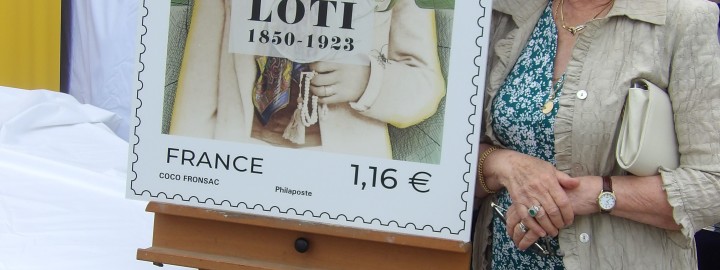 LOTI
1850-1923
FRANCE
1,16 €
COCO FRONSAC
Philaposte